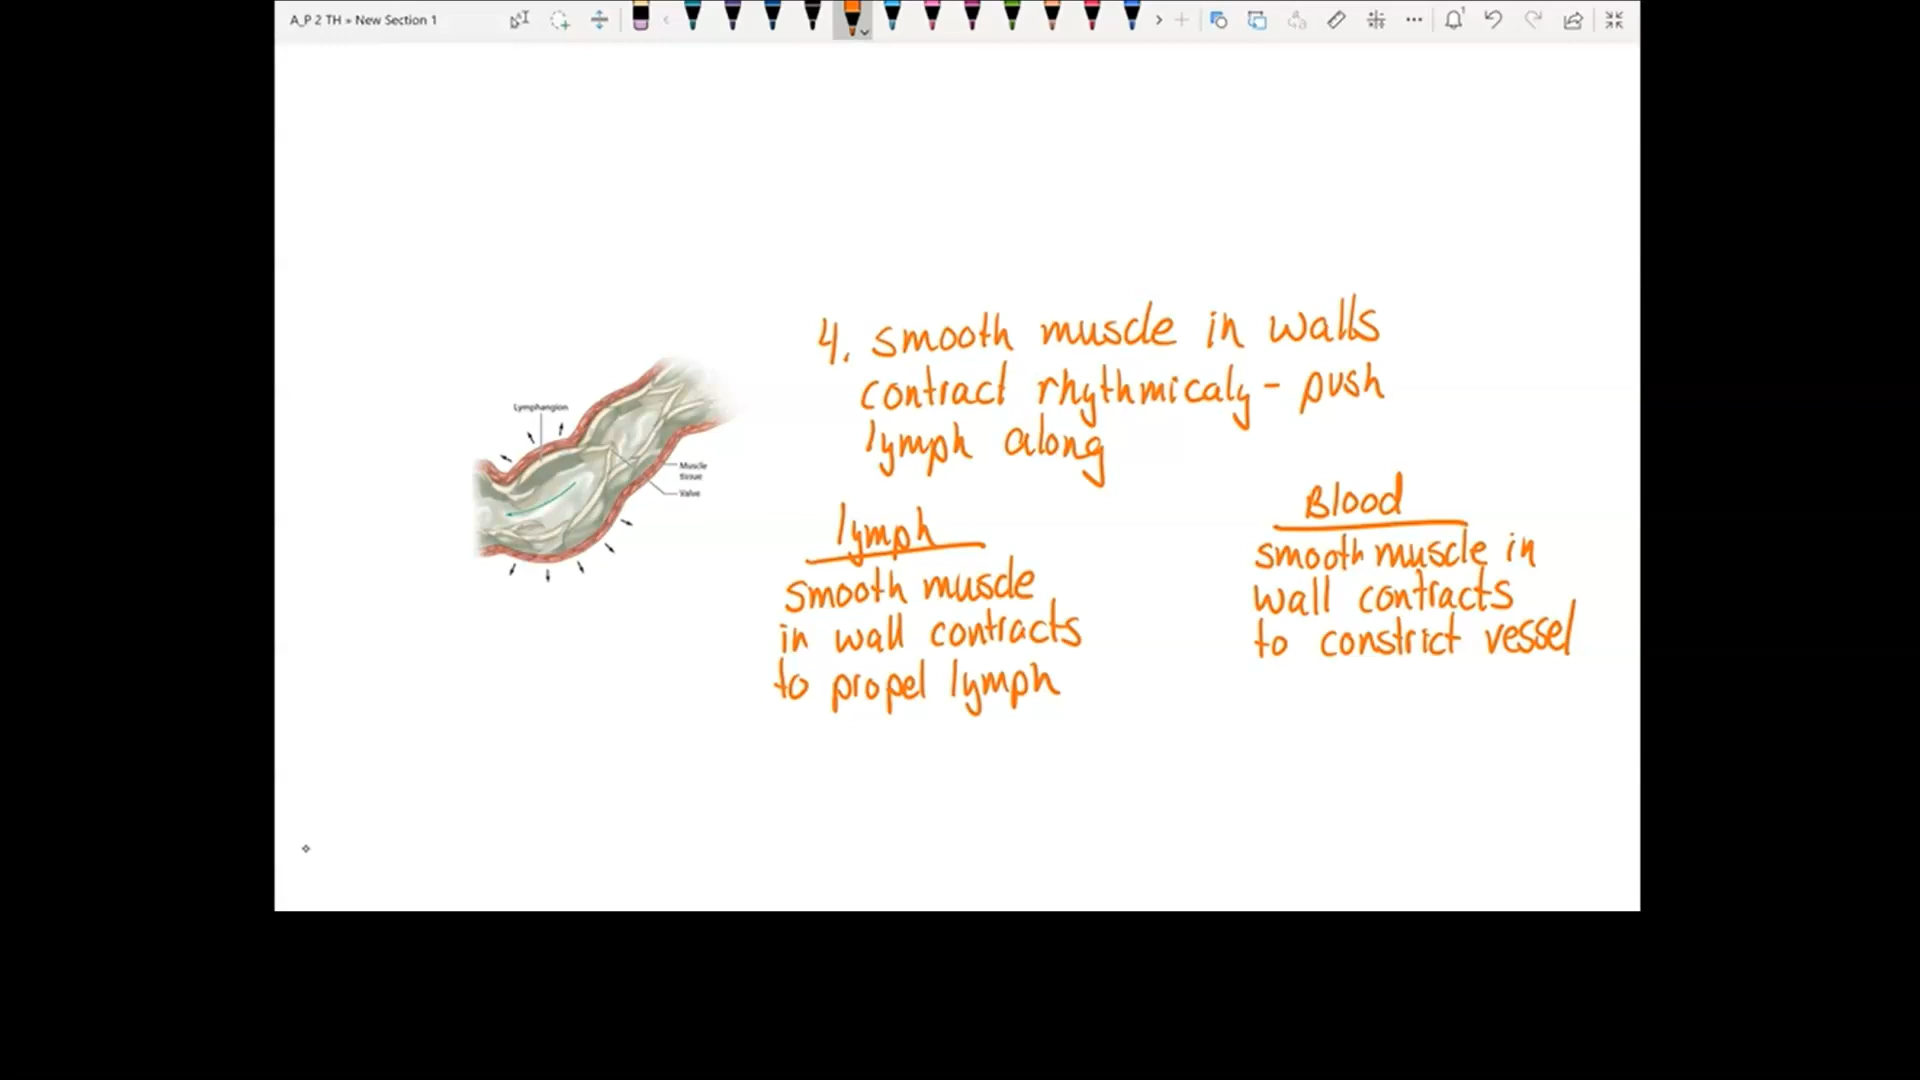 A_P 2 TH » New Section 1
4. smooth muscle in walls
contract rhythmicaly - push
lymph along
Lymphangion
Muscle
tissue
Valve
lymph
smooth muscle
in wall contracts
to propel lymph
Blood
smooth muscle in
wall contracts
to constrict vessel